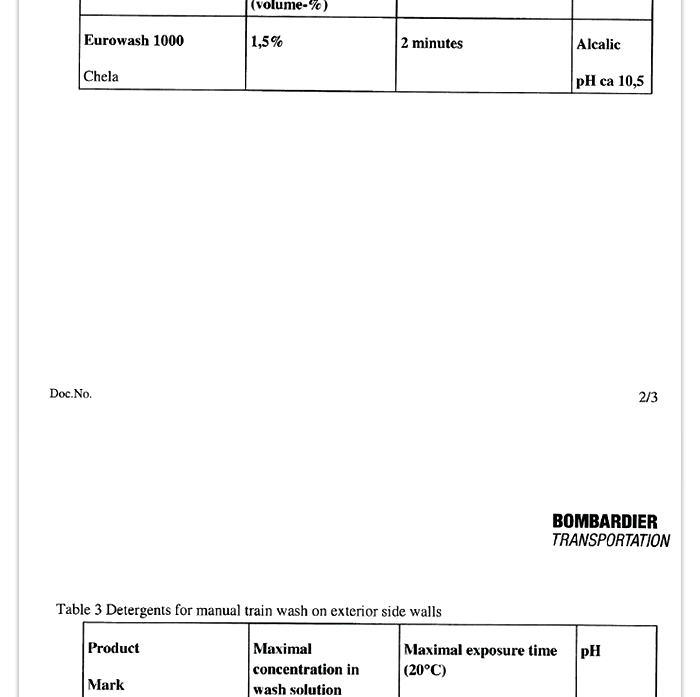 (volume-%)
Eurowash 1000 1,5% 2 minutes Alcalic
Chela pH ca 10,5
Doc.No. 2/3
BOMBARDIER
TRANSPORTATION
Table 3 Detergents for manual train wash on exterior side walls
Product Maximal Maximal exposure time pH
concentration in (20°C)
Mark wash solution